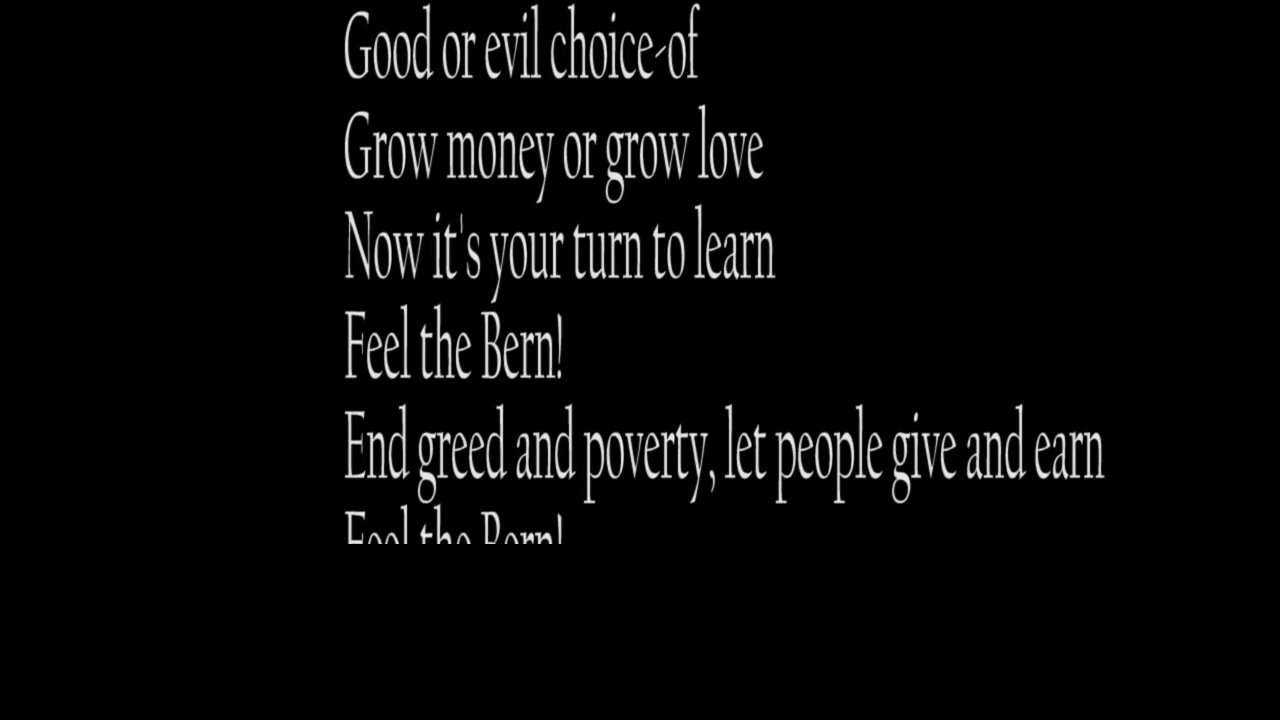 Good or evil choice-of
Grow money or grow love
Now it's your turn to learn
Feel the Bern!
End greed and poverty, let people give and earn
Feel the Bern!